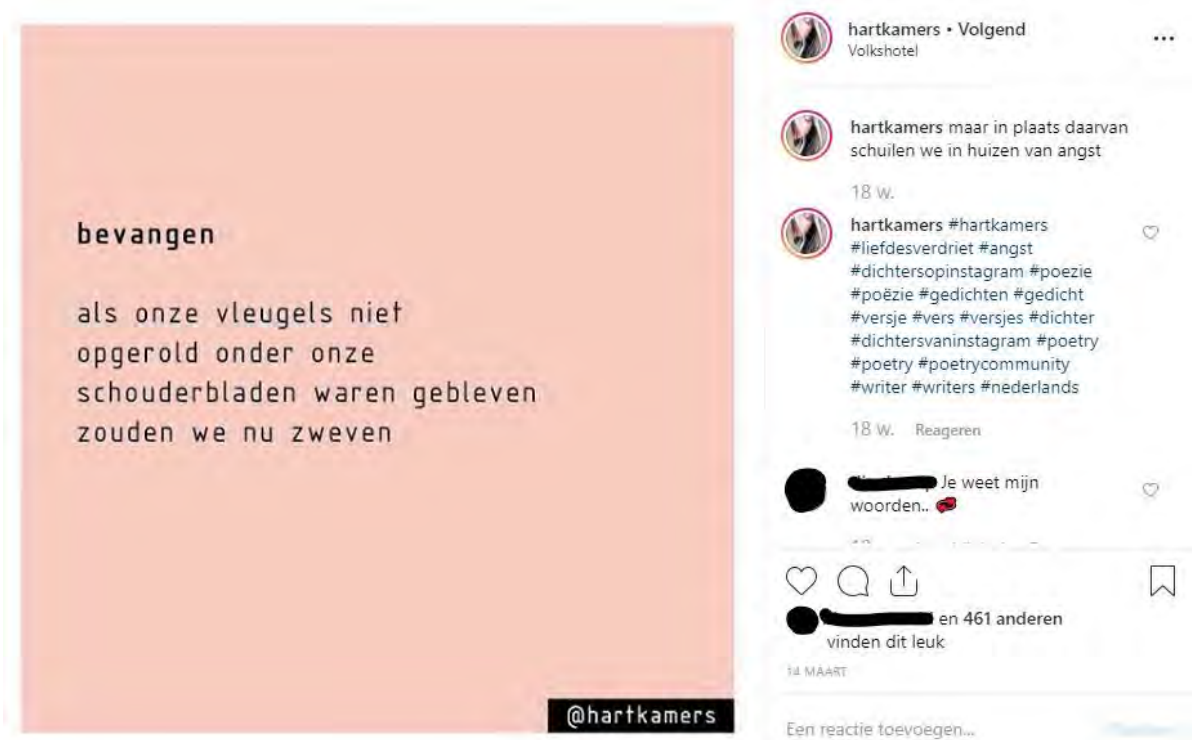 bevangen
als onze vleugels niet
opgerold onder onze
schouderbladen waren gebleven
zouden we nu zweven
@hartkamers
hartkamers • Volgend
Volkshotel
hartkamers maar in plaats daarvan
schuilen we in huizen van angst
18 w.
hartkamers #hartkamers
#liefdesverdriet #angst
#dichtersopinstagram #poezie
#poëzie #gedichten #gedicht
#versje #vers #versjes #dichter
#dichtersvaninstagram #poetry
#poetry #poetrycommunity
#writer #writers #nederlands
18 w. Reageren
Je weet mijn
woorden..
en 461 anderen
vinden dit leuk
14 MAART
Een reactie toevoegen...